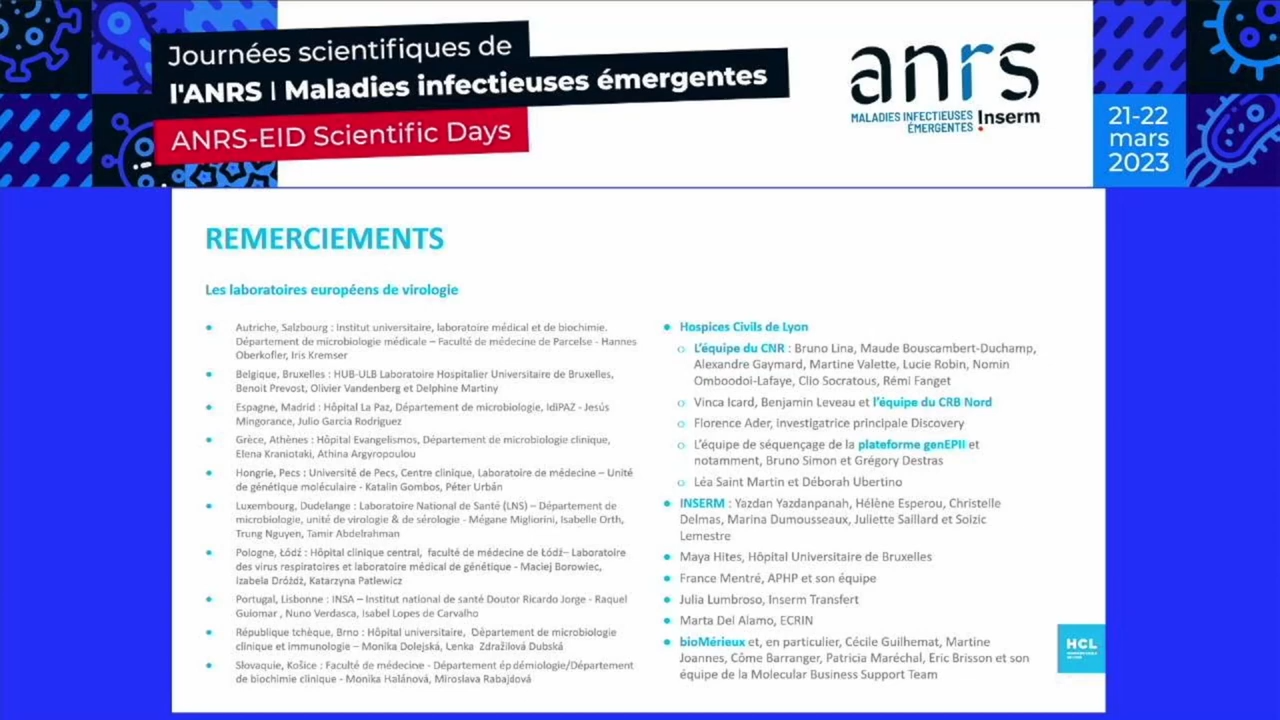 Journées scientifiques de
l'ANRS | Maladies infectieuses émergentes
ANRS-EID Scientific Days
anrs
MALADIES INFECTIEUSES
ÉMERGENTES
Inserm
21-22
mars
2023
REMERCIEMENTS
Les laboratoires européens de virologie
• Autriche, Salzbourg : Institut universitaire, laboratoire médical et de biochimie.
Département de microbiologie médicale – Faculté de médecine de Parcelse - Hannes
Oberkofler, Iris Kremser
• Belgique, Bruxelles : HUB-ULB Laboratoire Hospitalier Universitaire de Bruxelles,
Benoit Prevost, Olivier Vandenberg et Delphine Martiny
• Espagne, Madrid : Hôpital La Paz, Département de microbiologie, IdiPAZ - Jesús
Mingorance, Julio García Rodríguez
• Grèce, Athènes : Hôpital Evangelismos, Département de microbiologie clinique,
Elena Kraniotaki, Athina Argyropoulou
• Hongrie, Pecs : Université de Pecs, Centre clinique, Laboratoire de médecine – Unité
de génétique moléculaire - Katalin Gombos, Péter Urbán
• Luxembourg, Dudelange : Laboratoire National de Santé (LNS) – Département de
microbiologie, unité de virologie & de sérologie - Mégane Migliorini, Isabelle Orth,
Trung Nguyen, Tamir Abdelrahman
• Pologne, Łódź : Hôpital clinique central, faculté de médecine de Łódź– Laboratoire
des virus respiratoires et laboratoire médical de génétique - Maciej Borowiec,
Izabela Dróżdż, Katarzyna Patlewicz
• Portugal, Lisbonne : INSA – Institut national de santé Doutor Ricardo Jorge - Raquel
Guiomar , Nuno Verdasca, Isabel Lopes de Carvalho
• République tchèque, Brno : Hôpital universitaire, Département de microbiologie
clinique et immunologie – Monika Dolejská, Lenka Zdražilová Dubská
• Slovaquie, Košice : Faculté de médecine - Département épidémiologie/Département
de biochimie clinique - Monika Halánová, Miroslava Rabajdová
• Hospices Civils de Lyon
o L'équipe du CNR : Bruno Lina, Maude Bouscambert-Duchamp,
Alexandre Gaymard, Martine Valette, Lucie Robin, Nomin
Omboodoi-Lafaye, Clio Socratous, Rémi Fanget
o Vinca Icard, Benjamin Leveau et l'équipe du CRB Nord
o Florence Ader, Investigatrice principale Discovery
o L'équipe de séquençage de la plateforme genEPII et
notamment, Bruno Simon et Grégory Destras
o Léa Saint Martin et Déborah Ubertino
• INSERM : Yazdan Yazdanpanah, Hélène Esperou, Christelle
Delmas, Marina Dumousseaux, Juliette Saillard et Soizic
Lemestre
• Maya Hites, Hôpital Universitaire de Bruxelles
• France Mentré, APHP et son équipe
• Julia Lumbroso, Inserm Transfert
• Marta Del Alamo, ECRIN
• bioMérieux et, en particulier, Cécile Guilhemat, Martine
Joannes, Côme Barranger, Patricia Maréchal, Eric Brisson et son
équipe de la Molecular Business Support Team
HCL